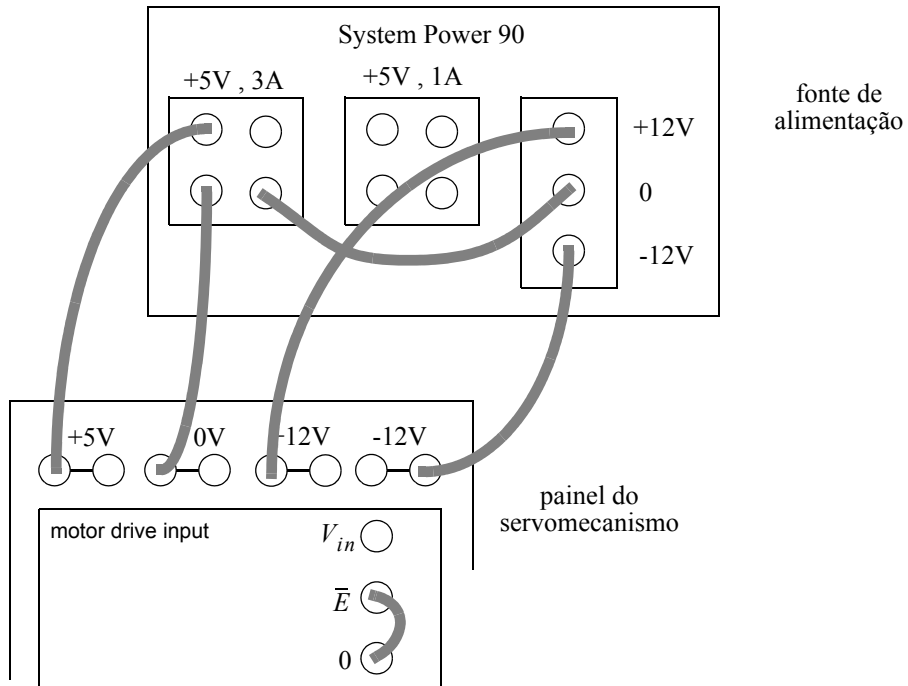 System Power 90
+5V , 3A
+5V , 1A
fonte de
alimentação
+12V
0
-12V
+5V
0V
+12V
-12V
painel do
servomecanismo
motor drive input
V_in
E̅
0